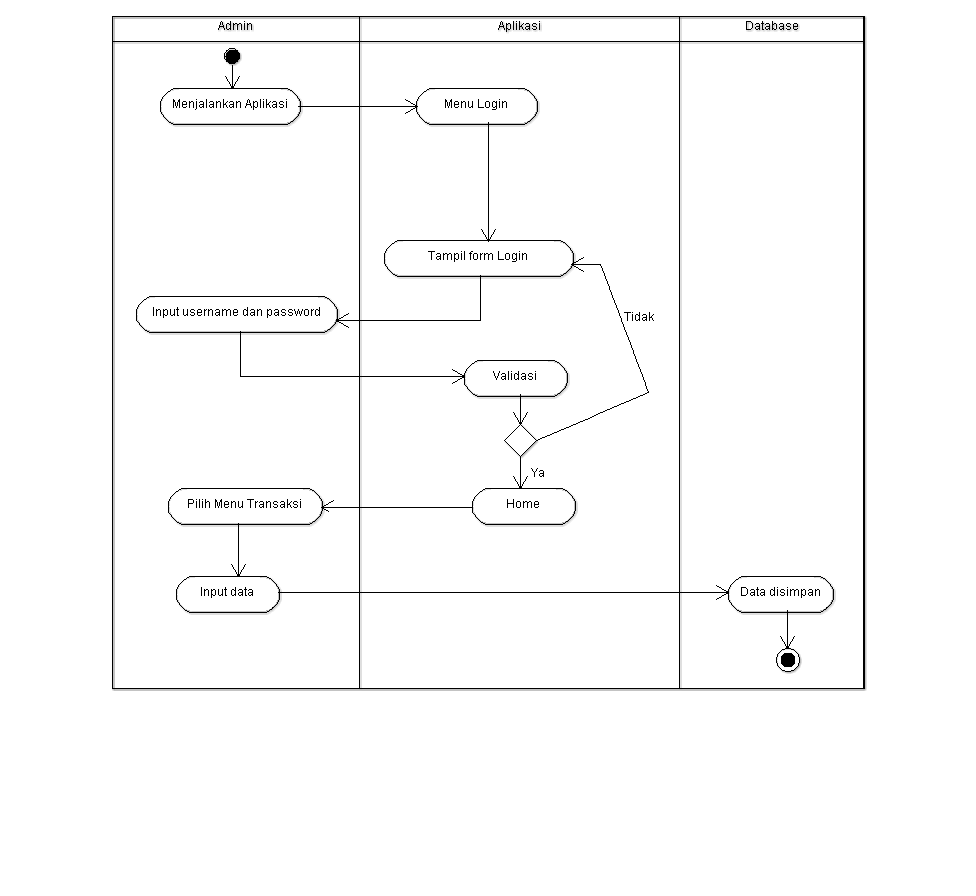 Admin
Aplikasi
Database
Menjalankan Aplikasi
Menu Login
Tampil form Login
Input username dan password
Tidak
Validasi
Ya
Pilih Menu Transaksi
Home
Input data
Data disimpan